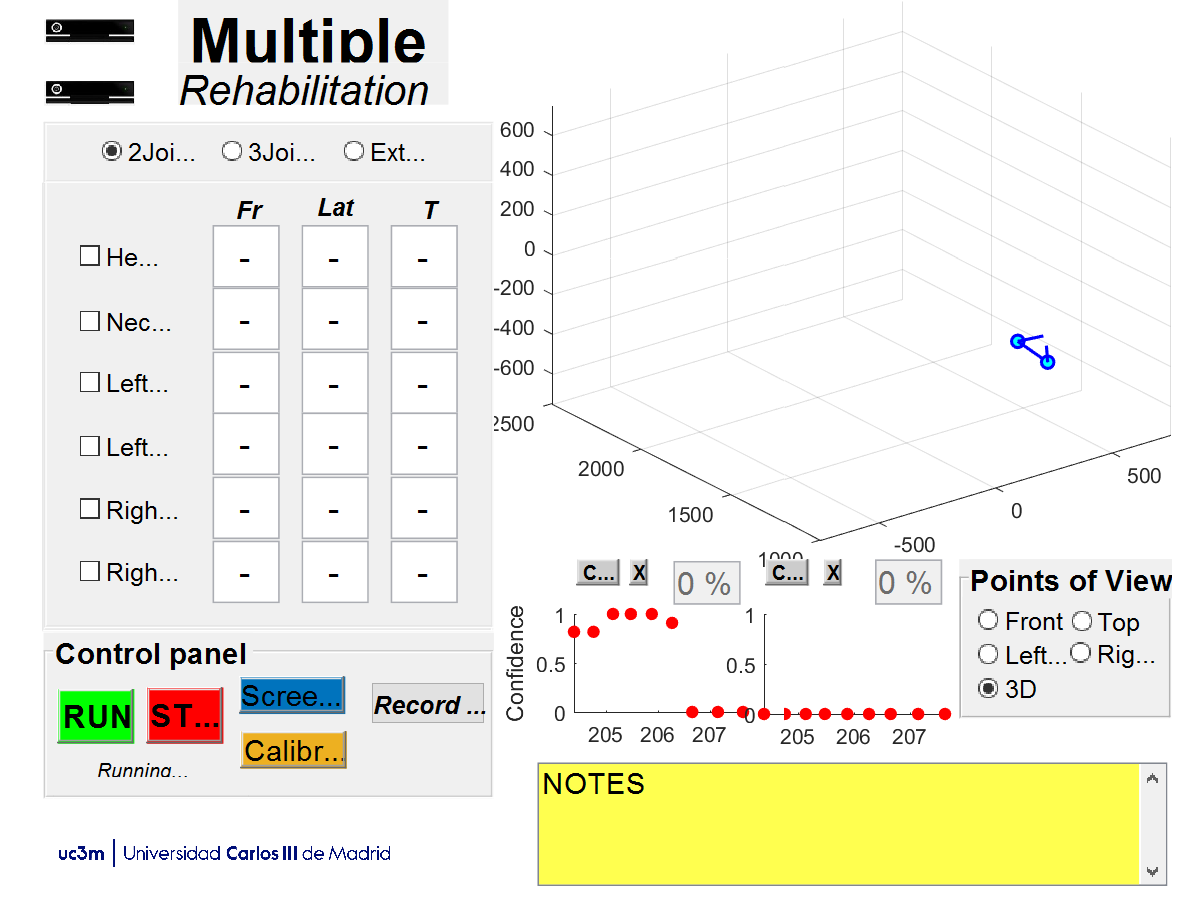 Multiple
Rehabilitation
2Joi... 3Joi... Ext...
Fr Lat T
He... - - -
Nec... - - -
Left... - - -
Left... - - -
Righ... - - -
Righ... - - -
Control panel
RUN ST... Scree... Record ...
Calibr...
Running...
uc3m Universidad Carlos III de Madrid
600
400
200
0
-200
-400
-600
2500
2000
1500
1000
-500
0
500
C... X 0 %
C... X 0 %
Confidence
1
0.5
0
205 206 207
1
0.5
0
205 206 207
Points of View
Front Top
Left... Rig...
3D
NOTES